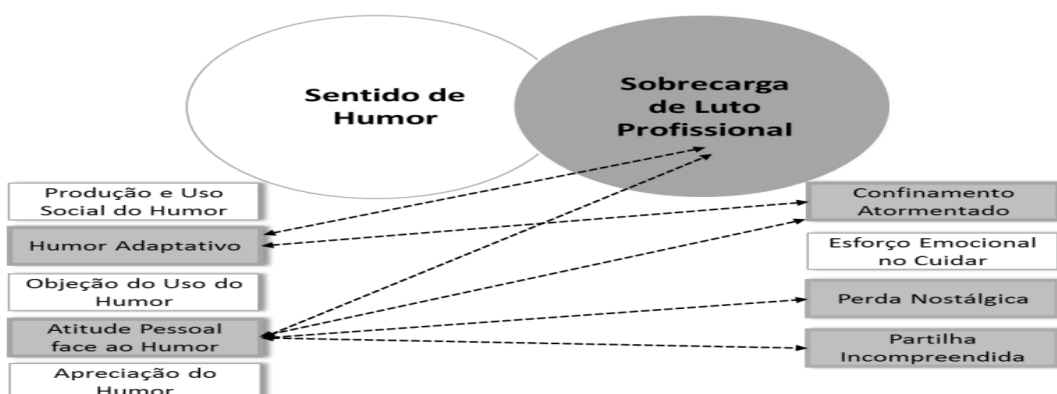 Sentido de
Humor
Sobrecarga
de Luto
Profissional
Produção e Uso
Social do Humor
Humor Adaptativo
Objeção do Uso do
Humor
Atitude Pessoal
face ao Humor
Apreciação do
Humor
Confinamento
Atormentado
Esforço Emocional
no Cuidar
Perda Nostálgica
Partilha
Incompreendida